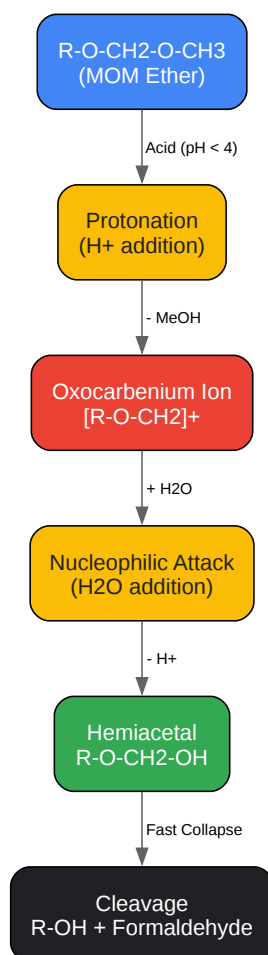 R-O-CH2-O-CH3
(MOM Ether)
Acid (pH < 4)
Protonation
(H+ addition)
- MeOH
Oxocarbenium Ion
[R-O-CH2]+
+ H2O
Nucleophilic Attack
(H2O addition)
- H+
Hemiacetal
R-O-CH2-OH
Fast Collapse
Cleavage
R-OH + Formaldehyde